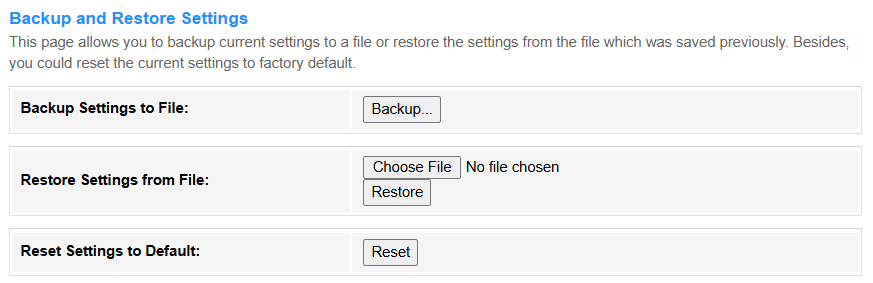 Backup and Restore Settings
This page allows you to backup current settings to a file or restore the settings from the file which was saved previously. Besides,
you could reset the current settings to factory default.
Backup Settings to File: Backup...
Restore Settings from File: Choose File No file chosen
Restore
Reset Settings to Default: Reset